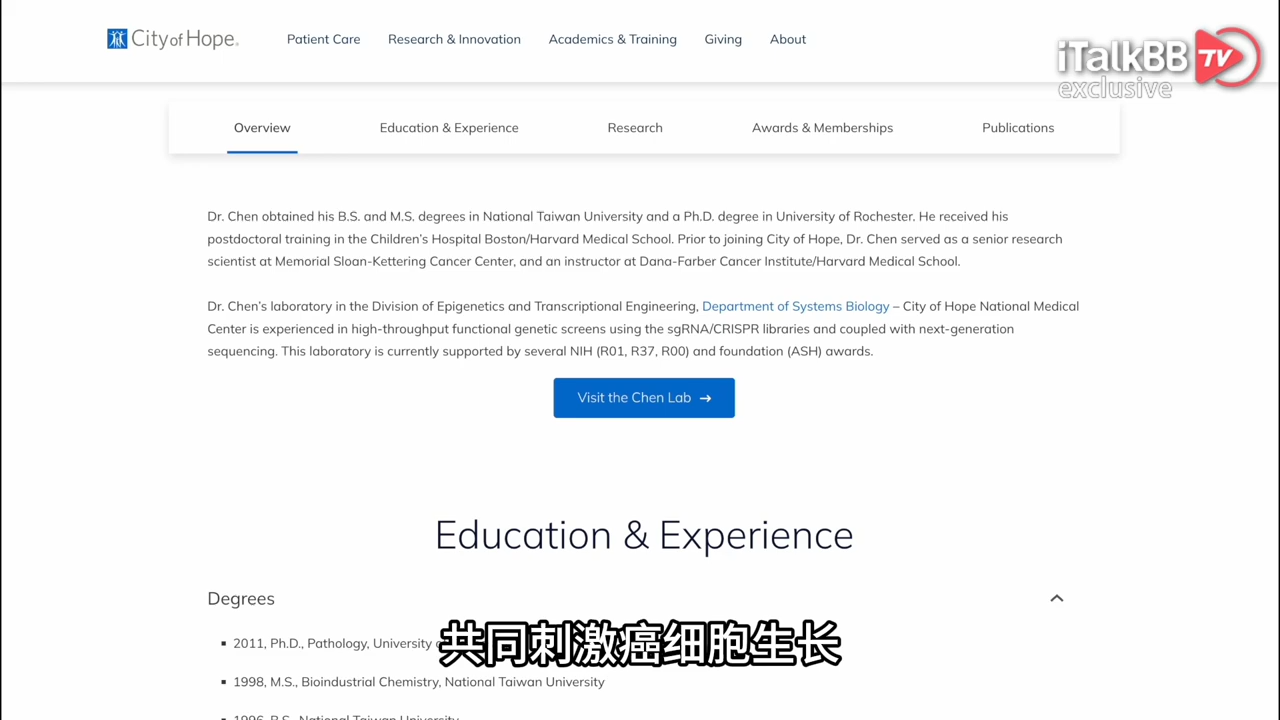 City of Hope.
Patient Care
Research & Innovation
Academics & Training
Giving
About
iTalkBB TV
exclusive
Overview
Education & Experience
Research
Awards & Memberships
Publications
Dr. Chen obtained his B.S. and M.S. degrees in National Taiwan University and a Ph.D. degree in University of Rochester. He received his
postdoctoral training in the Children's Hospital Boston/Harvard Medical School. Prior to joining City of Hope, Dr. Chen served as a senior research
scientist at Memorial Sloan-Kettering Cancer Center, and an instructor at Dana-Farber Cancer Institute/Harvard Medical School.
Dr. Chen's laboratory in the Division of Epigenetics and Transcriptional Engineering, Department of Systems Biology – City of Hope National Medical
Center is experienced in high-throughput functional genetic screens using the sgRNA/CRISPR libraries and coupled with next-generation
sequencing. This laboratory is currently supported by several NIH (R01, R37, R00) and foundation (ASH) awards.
Visit the Chen Lab →
Education & Experience
Degrees
▪ 2011, Ph.D., Pathology, University
共同刺激癌细胞生长
▪ 1998, M.S., Bioindustrial Chemistry, National Taiwan University
▪ 1996, B.S., National Taiwan University